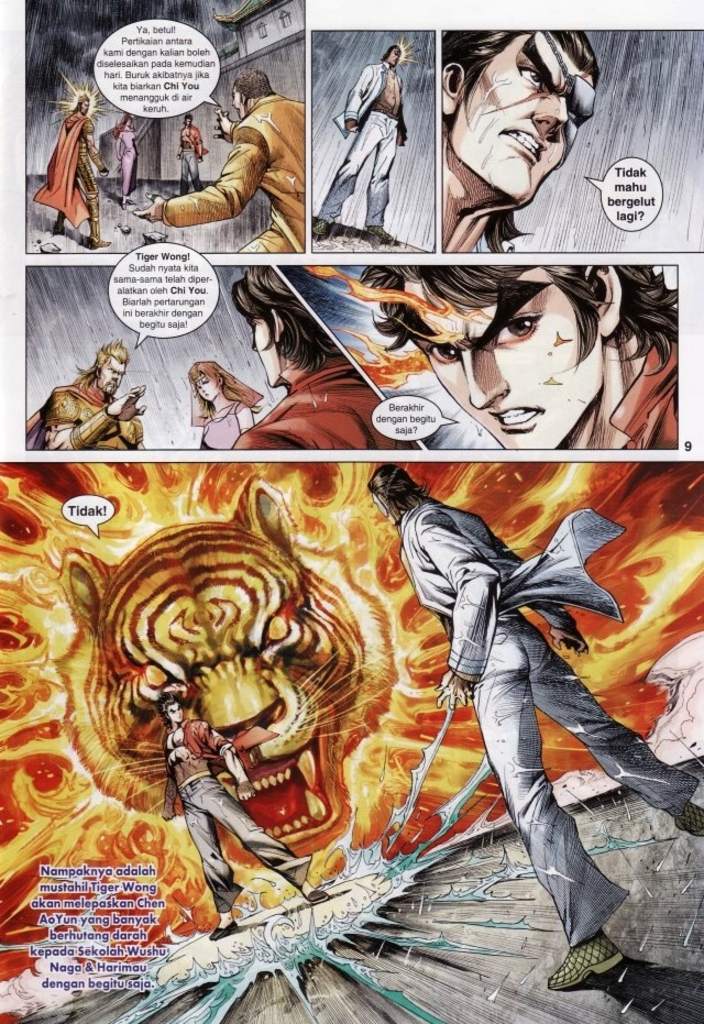 Ya, betul!
Pertikaian antara
kami dengan kalian boleh
diselesaikan pada kemudian
hari. Buruk akibatnya jika
kita biarkan Chi You
menangguk di air
keruh.
Tidak
mahu
bergelut
lagi?
Tiger Wong!
Sudah nyata kita
sama-sama telah diper-
alatkan oleh Chi You.
Biarlah pertarungan
ini berakhir dengan
begitu saja!
Berakhir
dengan begitu
saja?
9
Tidak!
Nampaknya adalah
mustahil Tiger Wong
akan melepaskan Chen
AoYun yang banyak
berhutang darah
kepada Sekolah Wushu
Naga & Harimau
dengan begitu saja.